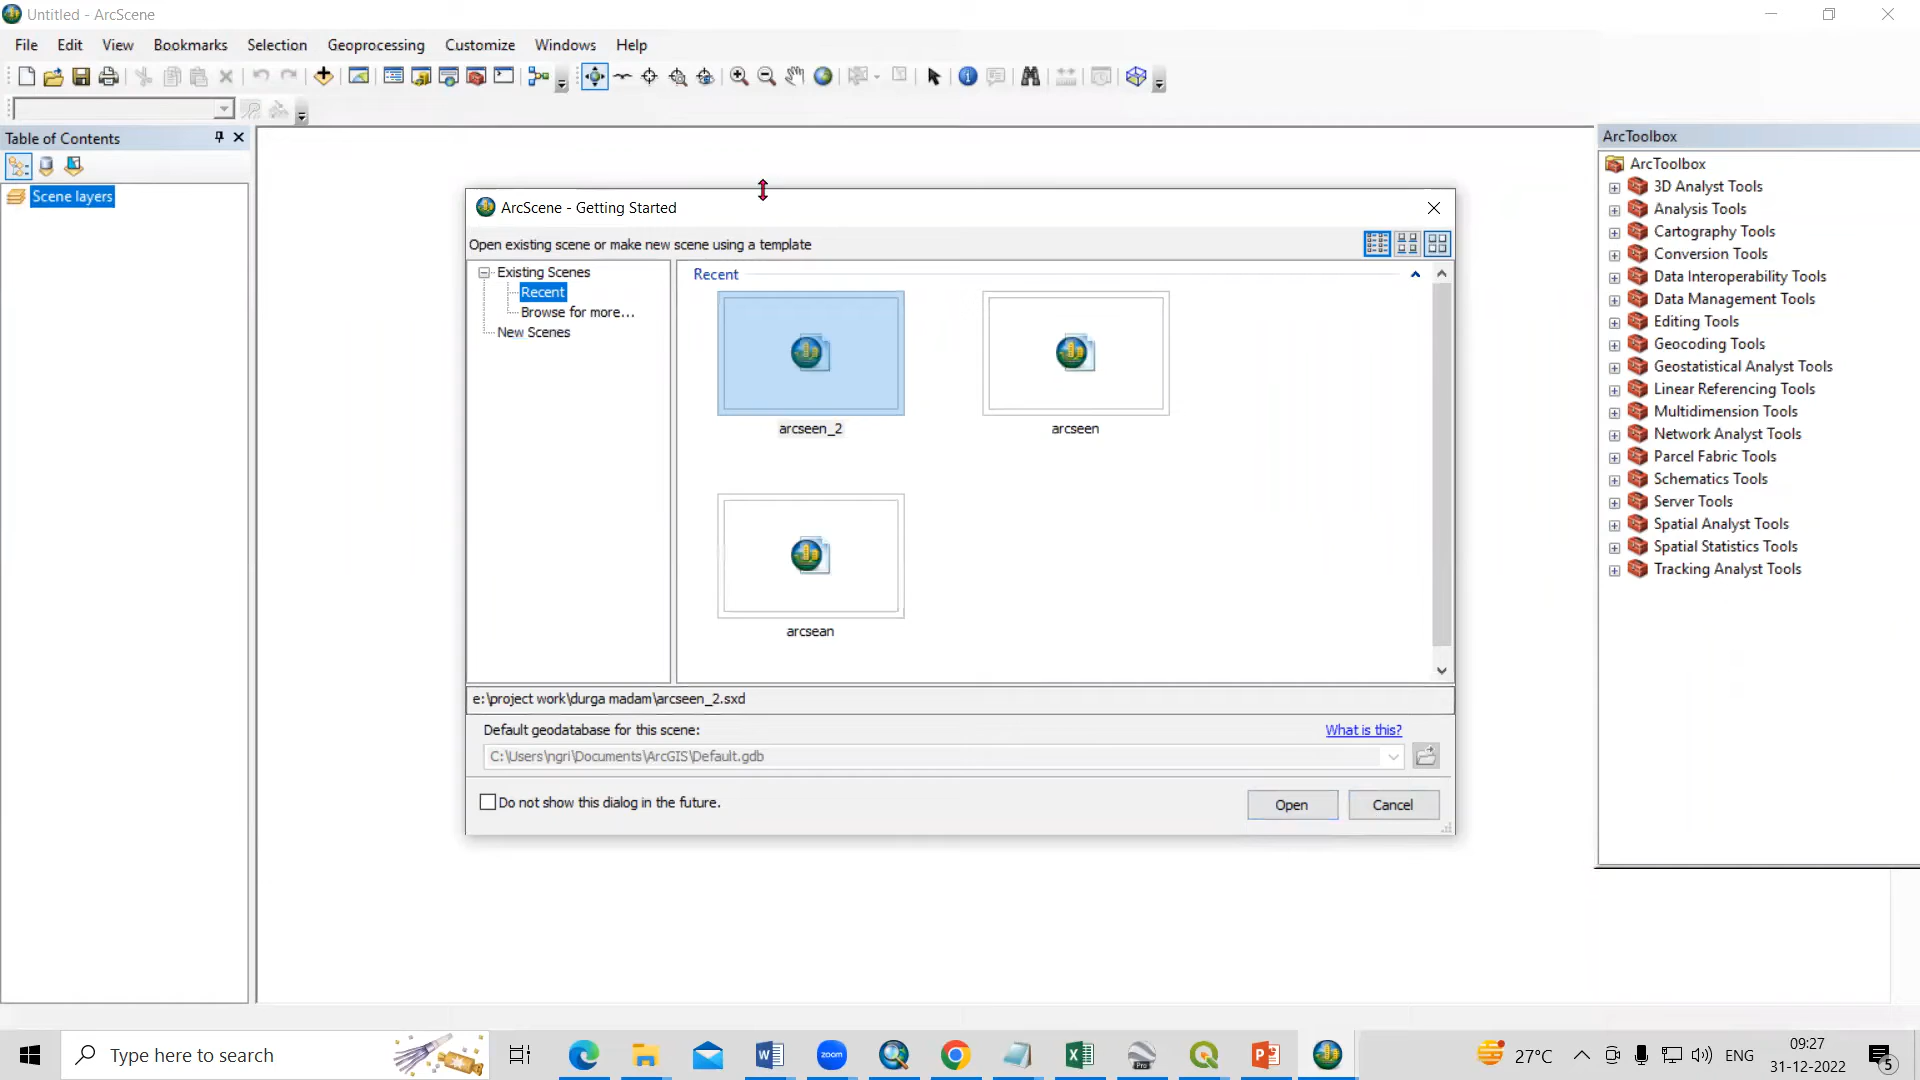 Untitled - ArcScene
File Edit View Bookmarks Selection Geoprocessing Customize Windows Help
Table of Contents
Scene layers
ArcScene - Getting Started
Open existing scene or make new scene using a template
Existing Scenes
Recent
Browse for more...
New Scenes
Recent
arcseen_2
arcseen
arcsean
e:\project work\durga madam\arcseen_2.sxd
Default geodatabase for this scene:
What is this?
C:\Users\ngri\Documents\ArcGIS\Default.gdb
Do not show this dialog in the future.
Open
Cancel
ArcToolbox
ArcToolbox
3D Analyst Tools
Analysis Tools
Cartography Tools
Conversion Tools
Data Interoperability Tools
Data Management Tools
Editing Tools
Geocoding Tools
Geostatistical Analyst Tools
Linear Referencing Tools
Multidimension Tools
Network Analyst Tools
Parcel Fabric Tools
Schematics Tools
Server Tools
Spatial Analyst Tools
Spatial Statistics Tools
Tracking Analyst Tools
Type here to search
zoom
Pro
27°C
ENG
09:27
31-12-2022
5